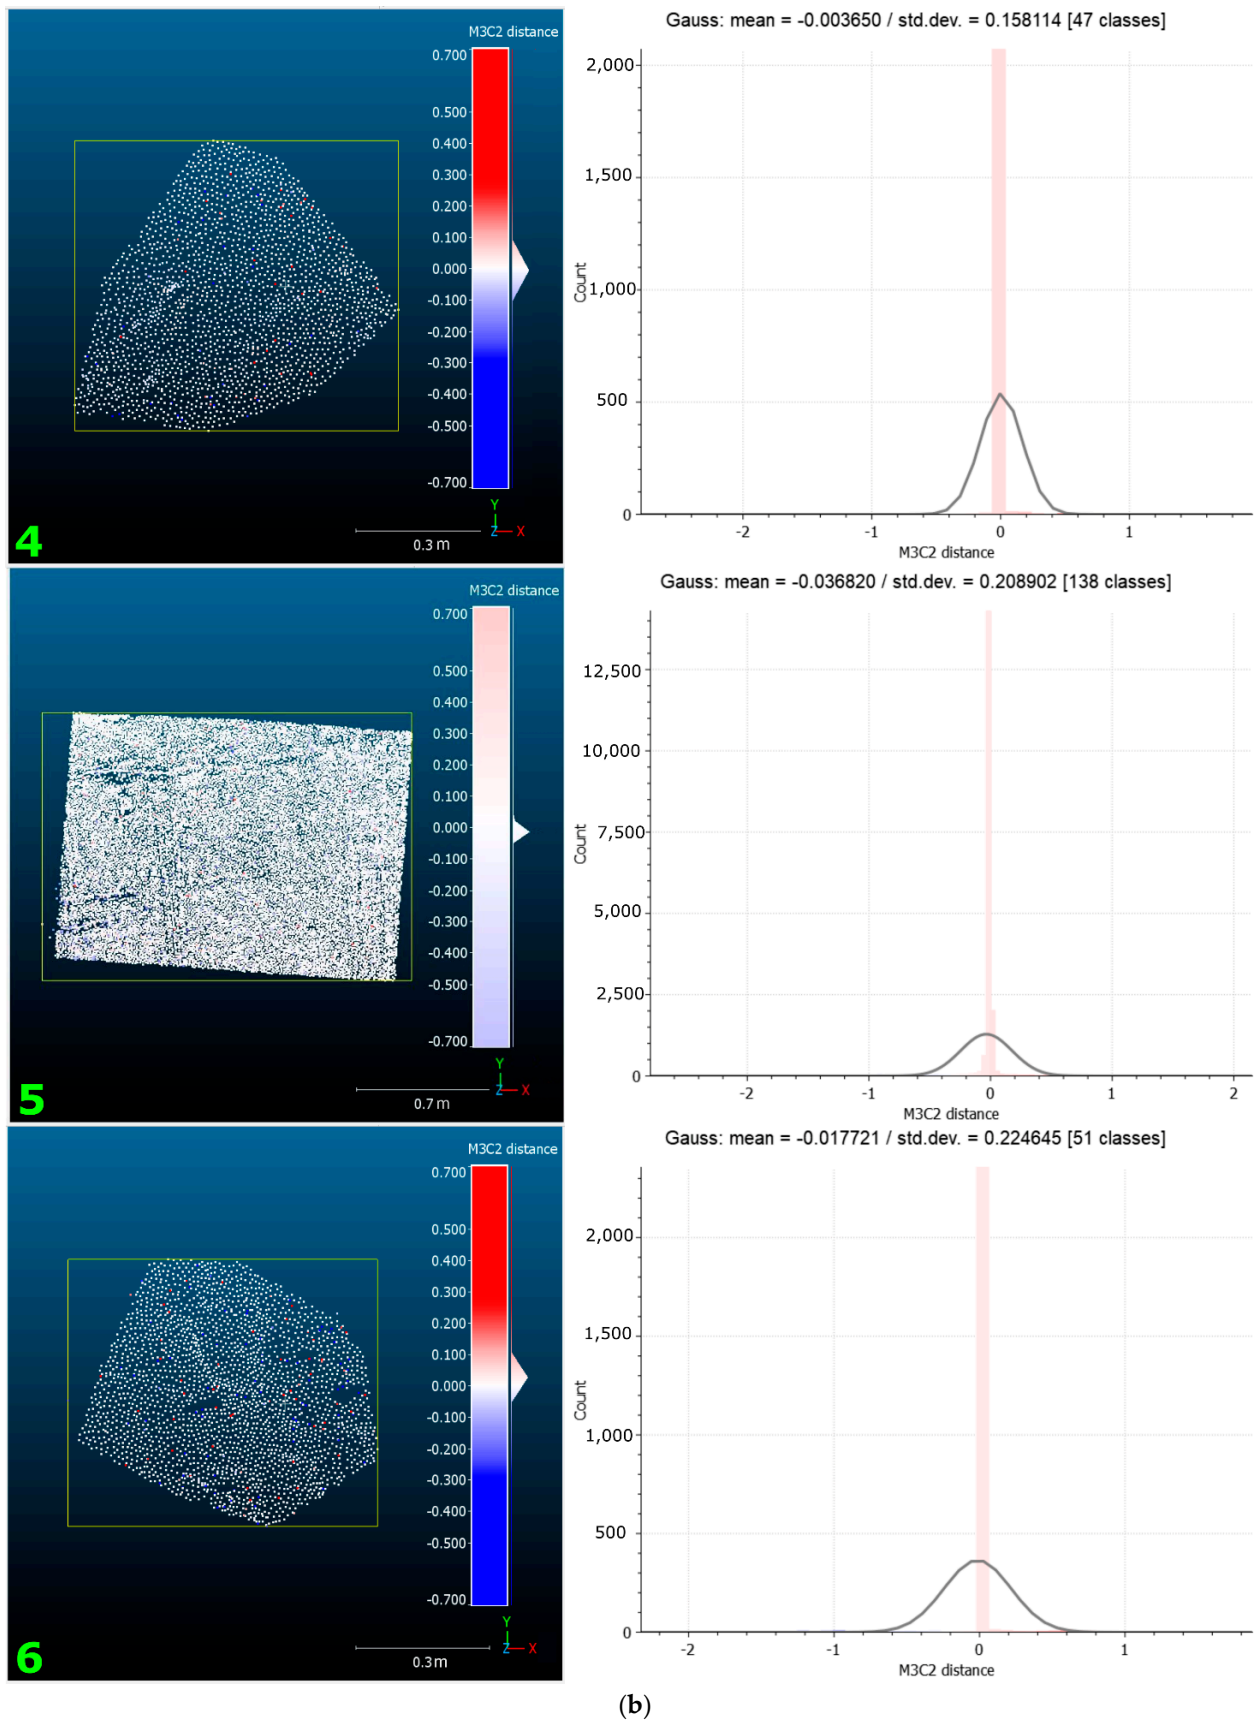 M3C2 distance
0.700
0.500
0.400
0.300
0.200
0.100
0.000
-0.100
-0.200
-0.300
-0.400
-0.500
-0.700
Y
Z X
0.3 m
4
Gauss: mean = -0.003650 / std.dev. = 0.158114 [47 classes]
2,000
1,500
1,000
500
0
Count
-2 -1 0 1
M3C2 distance
M3C2 distance
0.700
0.500
0.400
0.300
0.200
0.100
0.000
-0.100
-0.200
-0.300
-0.400
-0.500
-0.700
Y
Z X
0.7 m
5
Gauss: mean = -0.036820 / std.dev. = 0.208902 [138 classes]
12,500
10,000
7,500
5,000
2,500
0
Count
-2 -1 0 1 2
M3C2 distance
M3C2 distance
0.700
0.500
0.400
0.300
0.200
0.100
0.000
-0.100
-0.200
-0.300
-0.400
-0.500
-0.700
Y
Z X
0.3 m
6
Gauss: mean = -0.017721 / std.dev. = 0.224645 [51 classes]
2,000
1,500
1,000
500
0
Count
-2 -1 0 1
M3C2 distance
(b)